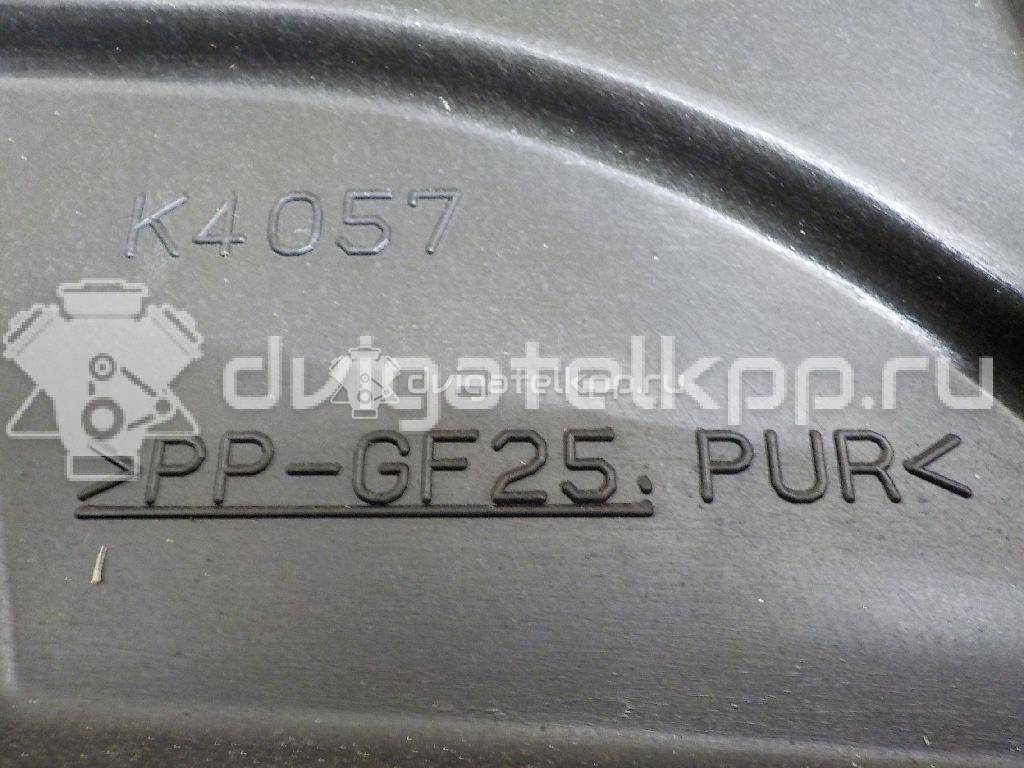 K4057
dvigatelkpp.ru
dvigatelkpp.ru
>PP-GF25. PUR<